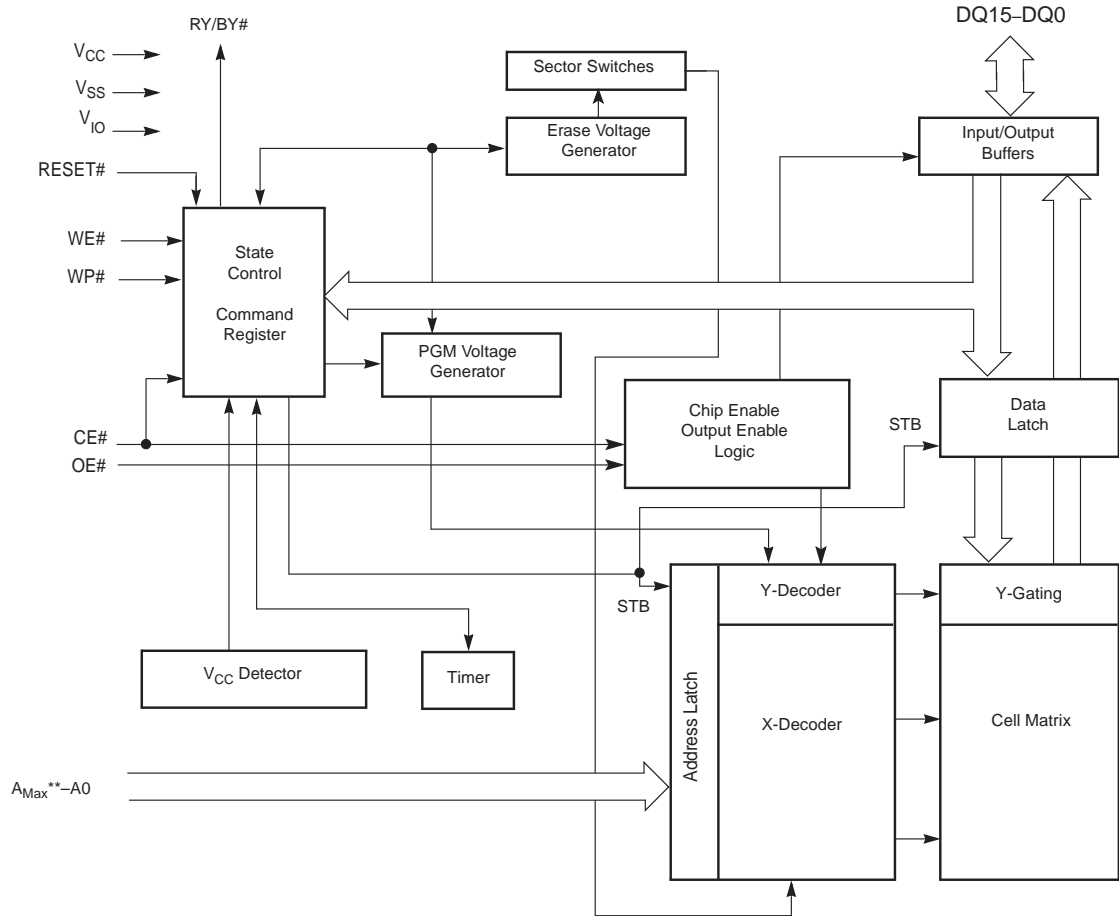 RY/BY#
DQ15–DQ0
VCC
VSS
VIO
RESET#
WE#
WP#
CE#
OE#
Sector Switches
Erase Voltage
Generator
Input/Output
Buffers
State
Control
Command
Register
PGM Voltage
Generator
Chip Enable
Output Enable
Logic
STB
Data
Latch
STB
Y-Decoder
Y-Gating
VCC Detector
Timer
Address Latch
X-Decoder
Cell Matrix
AMax**–A0